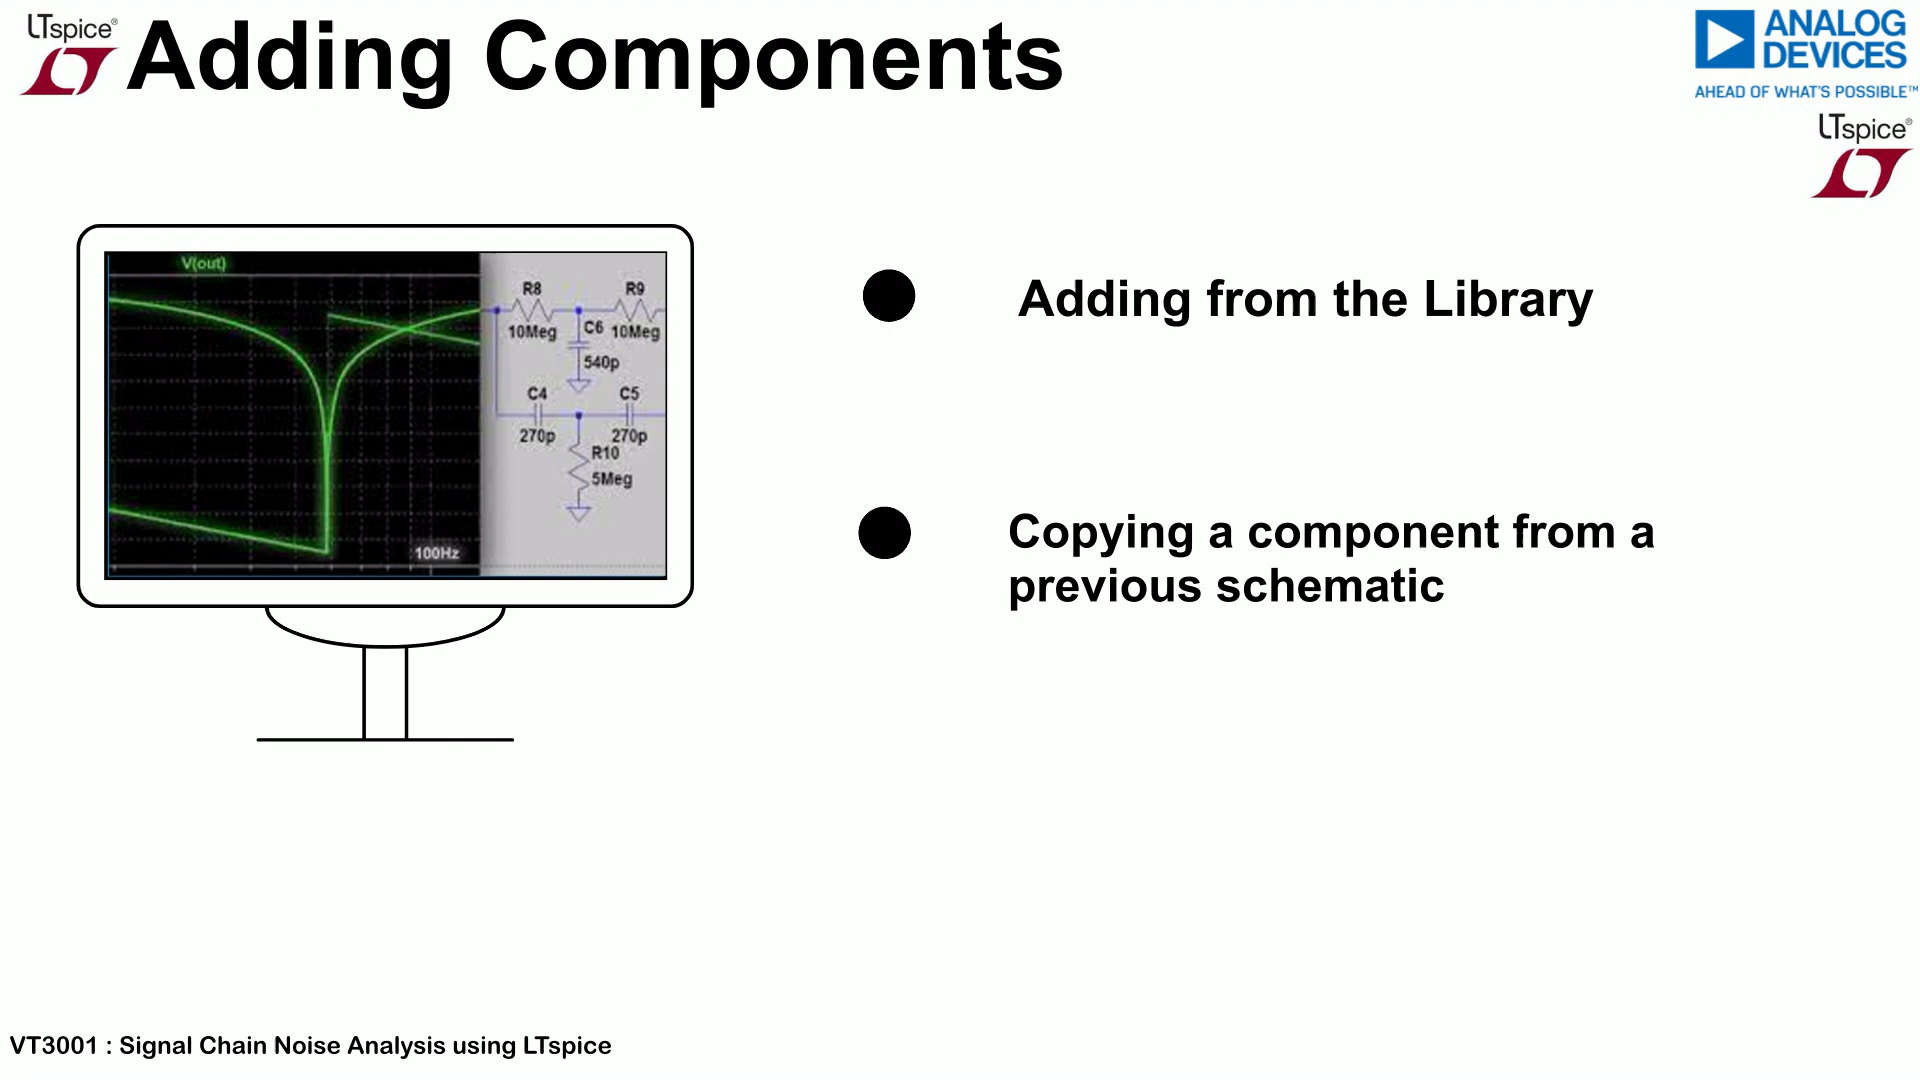 LTspice®
Adding Components
ANALOG
DEVICES
AHEAD OF WHAT'S POSSIBLE™
LTspice®
V(out)
R8
R9
10Meg
C6
10Meg
540p
C4
C5
270p
270p
R10
5Meg
100Hz
Adding from the Library
Copying a component from a
previous schematic
VT3001 : Signal Chain Noise Analysis using LTspice